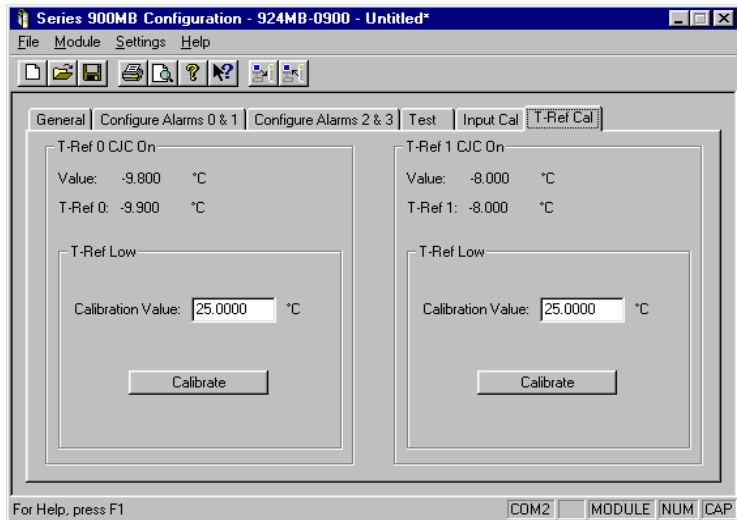 Series 900MB Configuration - 924MB-0900 - Untitled*
File Module Settings Help
General Configure Alarms 0 & 1 Configure Alarms 2 & 3 Test Input Cal T-Ref Cal
T-Ref 0 CJC On
Value: -9.800 °C
T-Ref 0: -9.900 °C
T-Ref Low
Calibration Value: 25.0000 °C
Calibrate
T-Ref 1 CJC On
Value: -8.000 °C
T-Ref 1: -8.000 °C
T-Ref Low
Calibration Value: 25.0000 °C
Calibrate
For Help, press F1 COM2 MODULE NUM CAP